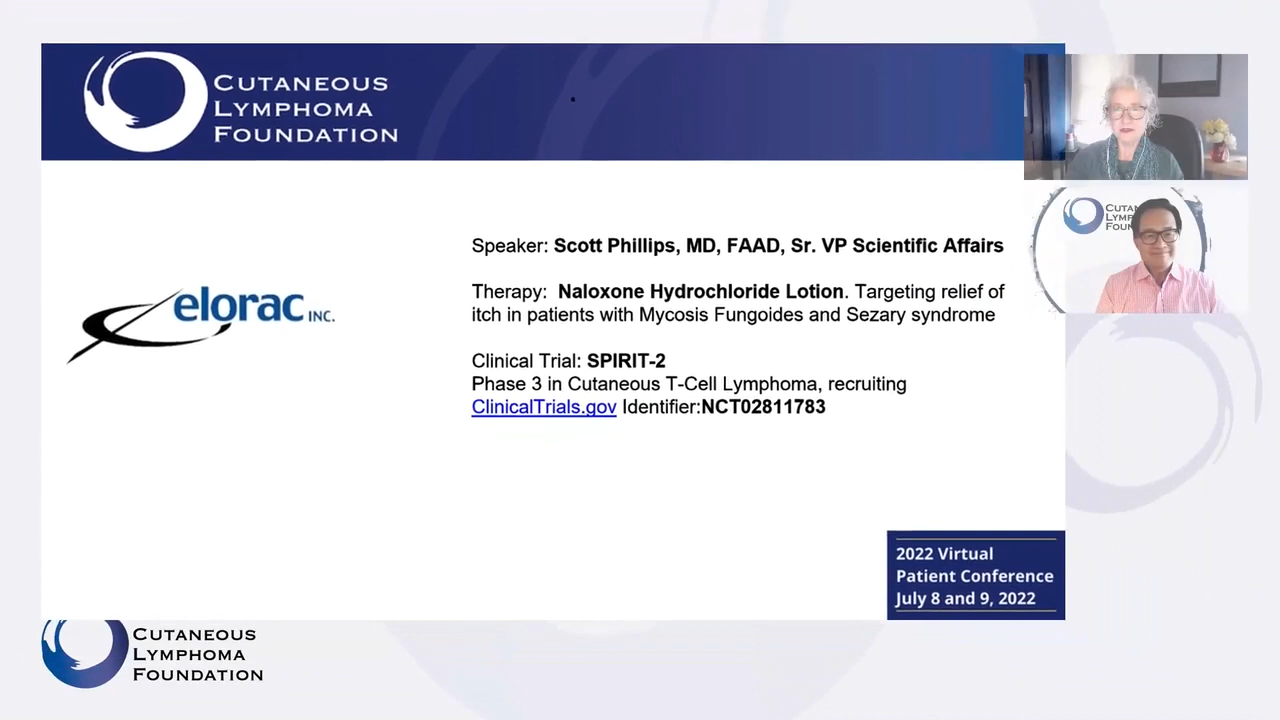 CUTANEOUS
LYMPHOMA
FOUNDATION
elorac INC.
Speaker: Scott Phillips, MD, FAAD, Sr. VP Scientific Affairs
Therapy: Naloxone Hydrochloride Lotion. Targeting relief of
itch in patients with Mycosis Fungoides and Sezary syndrome
Clinical Trial: SPIRIT-2
Phase 3 in Cutaneous T-Cell Lymphoma, recruiting
ClinicalTrials.gov Identifier:NCT02811783
2022 Virtual
Patient Conference
July 8 and 9, 2022
CUTANEOUS
LYMPHOMA
FOUNDATION